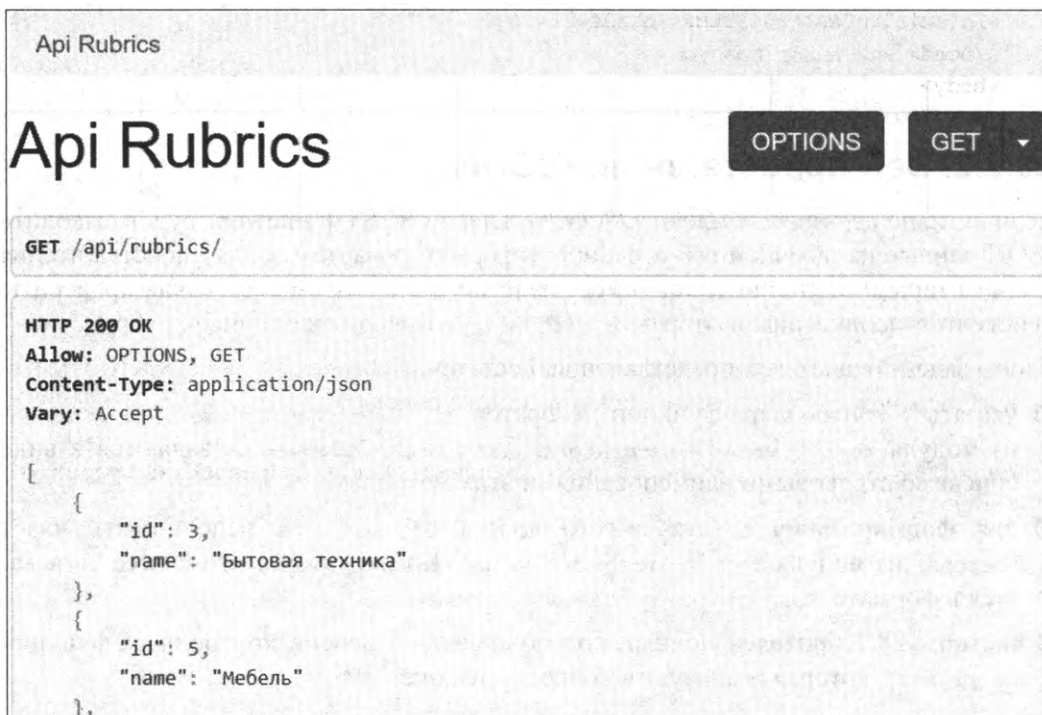 Api Rubrics
Api Rubrics
OPTIONS GET
GET /api/rubrics/
HTTP 200 OK
Allow: OPTIONS, GET
Content-Type: application/json
Vary: Accept
[
{
"id": 3,
"name": "Бытовая техника"
},
{
"id": 5,
"name": "Мебель"
},